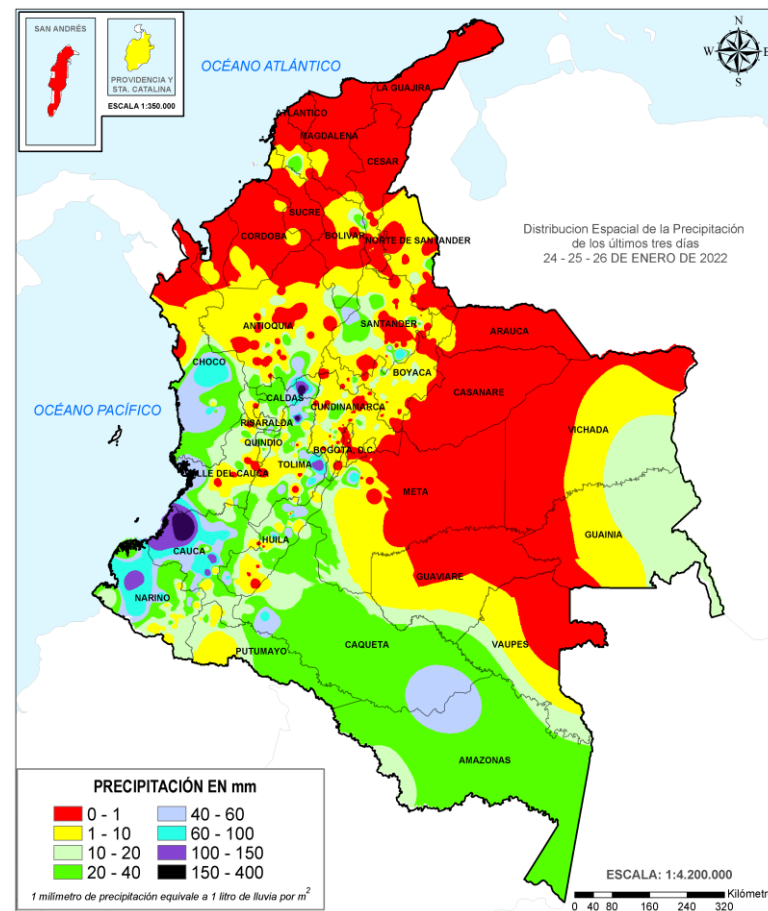 SAN ANDRÉS
PROVIDENCIA Y
STA. CATALINA
ESCALA 1:350.000
OCÉANO ATLÁNTICO
N
W
E
S
LA GUAJIRA
ATLANTICO
MAGDALENA
CESAR
SUCRE
CORDOBA
BOLIVAR
NORTE DE SANTANDER
Distribucion Espacial de la Precipitación
de los últimos tres días
24 - 25 - 26 DE ENERO DE 2022
ANTIOQUIA
SANTANDER
ARAUCA
CHOCO
BOYACA
CASANARE
CALDAS
CUNDINAMARCA
OCÉANO PACÍFICO
RISARALDA
VICHADA
QUINDIO
BOGOTA, D.C.
TOLIMA
VALLE DEL CAUCA
META
GUAINIA
HUILA
CAUCA
GUAVIARE
NARINO
CAQUETA
VAUPES
PUTUMAYO
AMAZONAS
PRECIPITACIÓN EN mm
0 - 1
40 - 60
1 - 10
60 - 100
10 - 20
100 - 150
20 - 40
150 - 400
1 milímetro de precipitación equivale a 1 litro de lluvia por m²
ESCALA: 1:4.200.000
Kilómetr
0 40 80 160 240 320